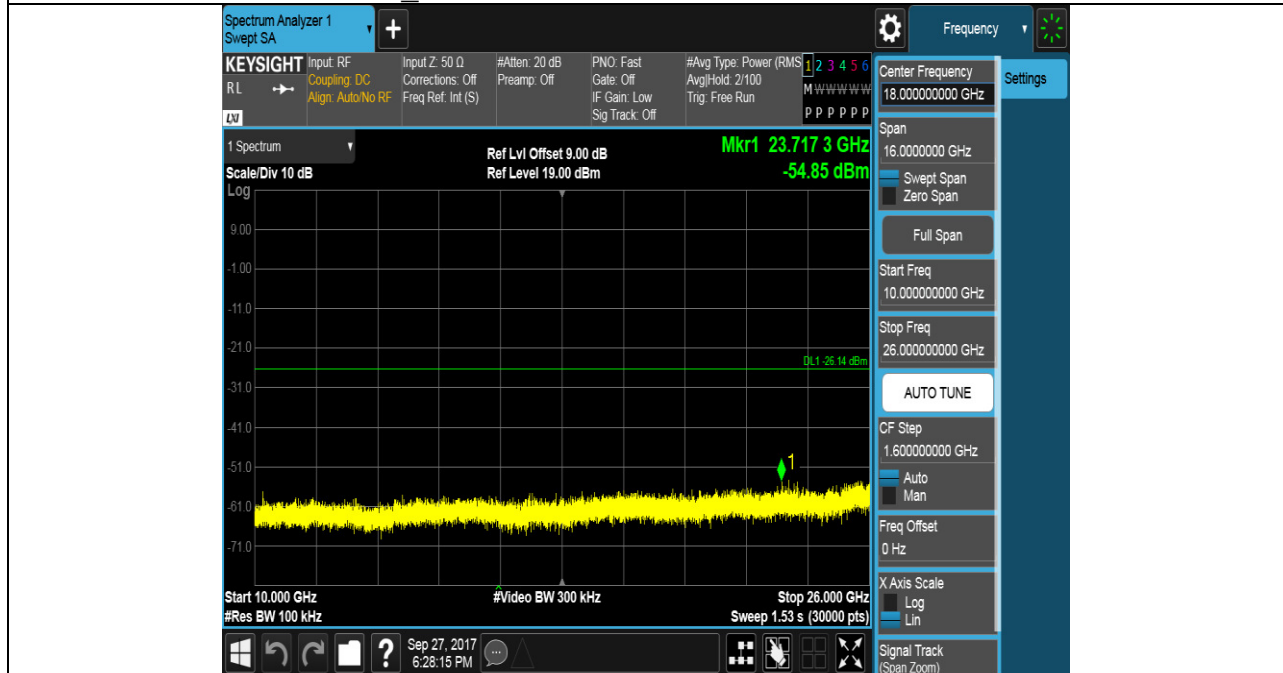 Spectrum Analyzer 1
Swept SA
+
Frequency
KEYSIGHT
RL
LXI
Input: RF
Coupling: DC
Align: Auto/No RF
Input Z: 50 Ω
Corrections: Off
Freq Ref: Int (S)
#Atten: 20 dB
Preamp: Off
PNO: Fast
Gate: Off
IF Gain: Low
Sig Track: Off
#Avg Type: Power (RMS
Avg|Hold: 2/100
Trig: Free Run
1 2 3 4 5 6
M W W W W W
P P P P P P
1 Spectrum
Scale/Div 10 dB
Log
Ref Lvl Offset 9.00 dB
Ref Level 19.00 dBm
Mkr1 23.717 3 GHz
-54.85 dBm
9.00
-1.00
-11.0
-21.0
DL1 -26.14 dBm
-31.0
-41.0
-51.0
1
-61.0
-71.0
Start 10.000 GHz
#Res BW 100 kHz
#Video BW 300 kHz
Stop 26.000 GHz
Sweep 1.53 s (30000 pts)
?
Sep 27, 2017
6:28:15 PM
Center Frequency
18.000000000 GHz
Settings
Span
16.0000000 GHz
Swept Span
Zero Span
Full Span
Start Freq
10.000000000 GHz
Stop Freq
26.000000000 GHz
AUTO TUNE
CF Step
1.600000000 GHz
Auto
Man
Freq Offset
0 Hz
X Axis Scale
Log
Lin
Signal Track
(Span Zoom)